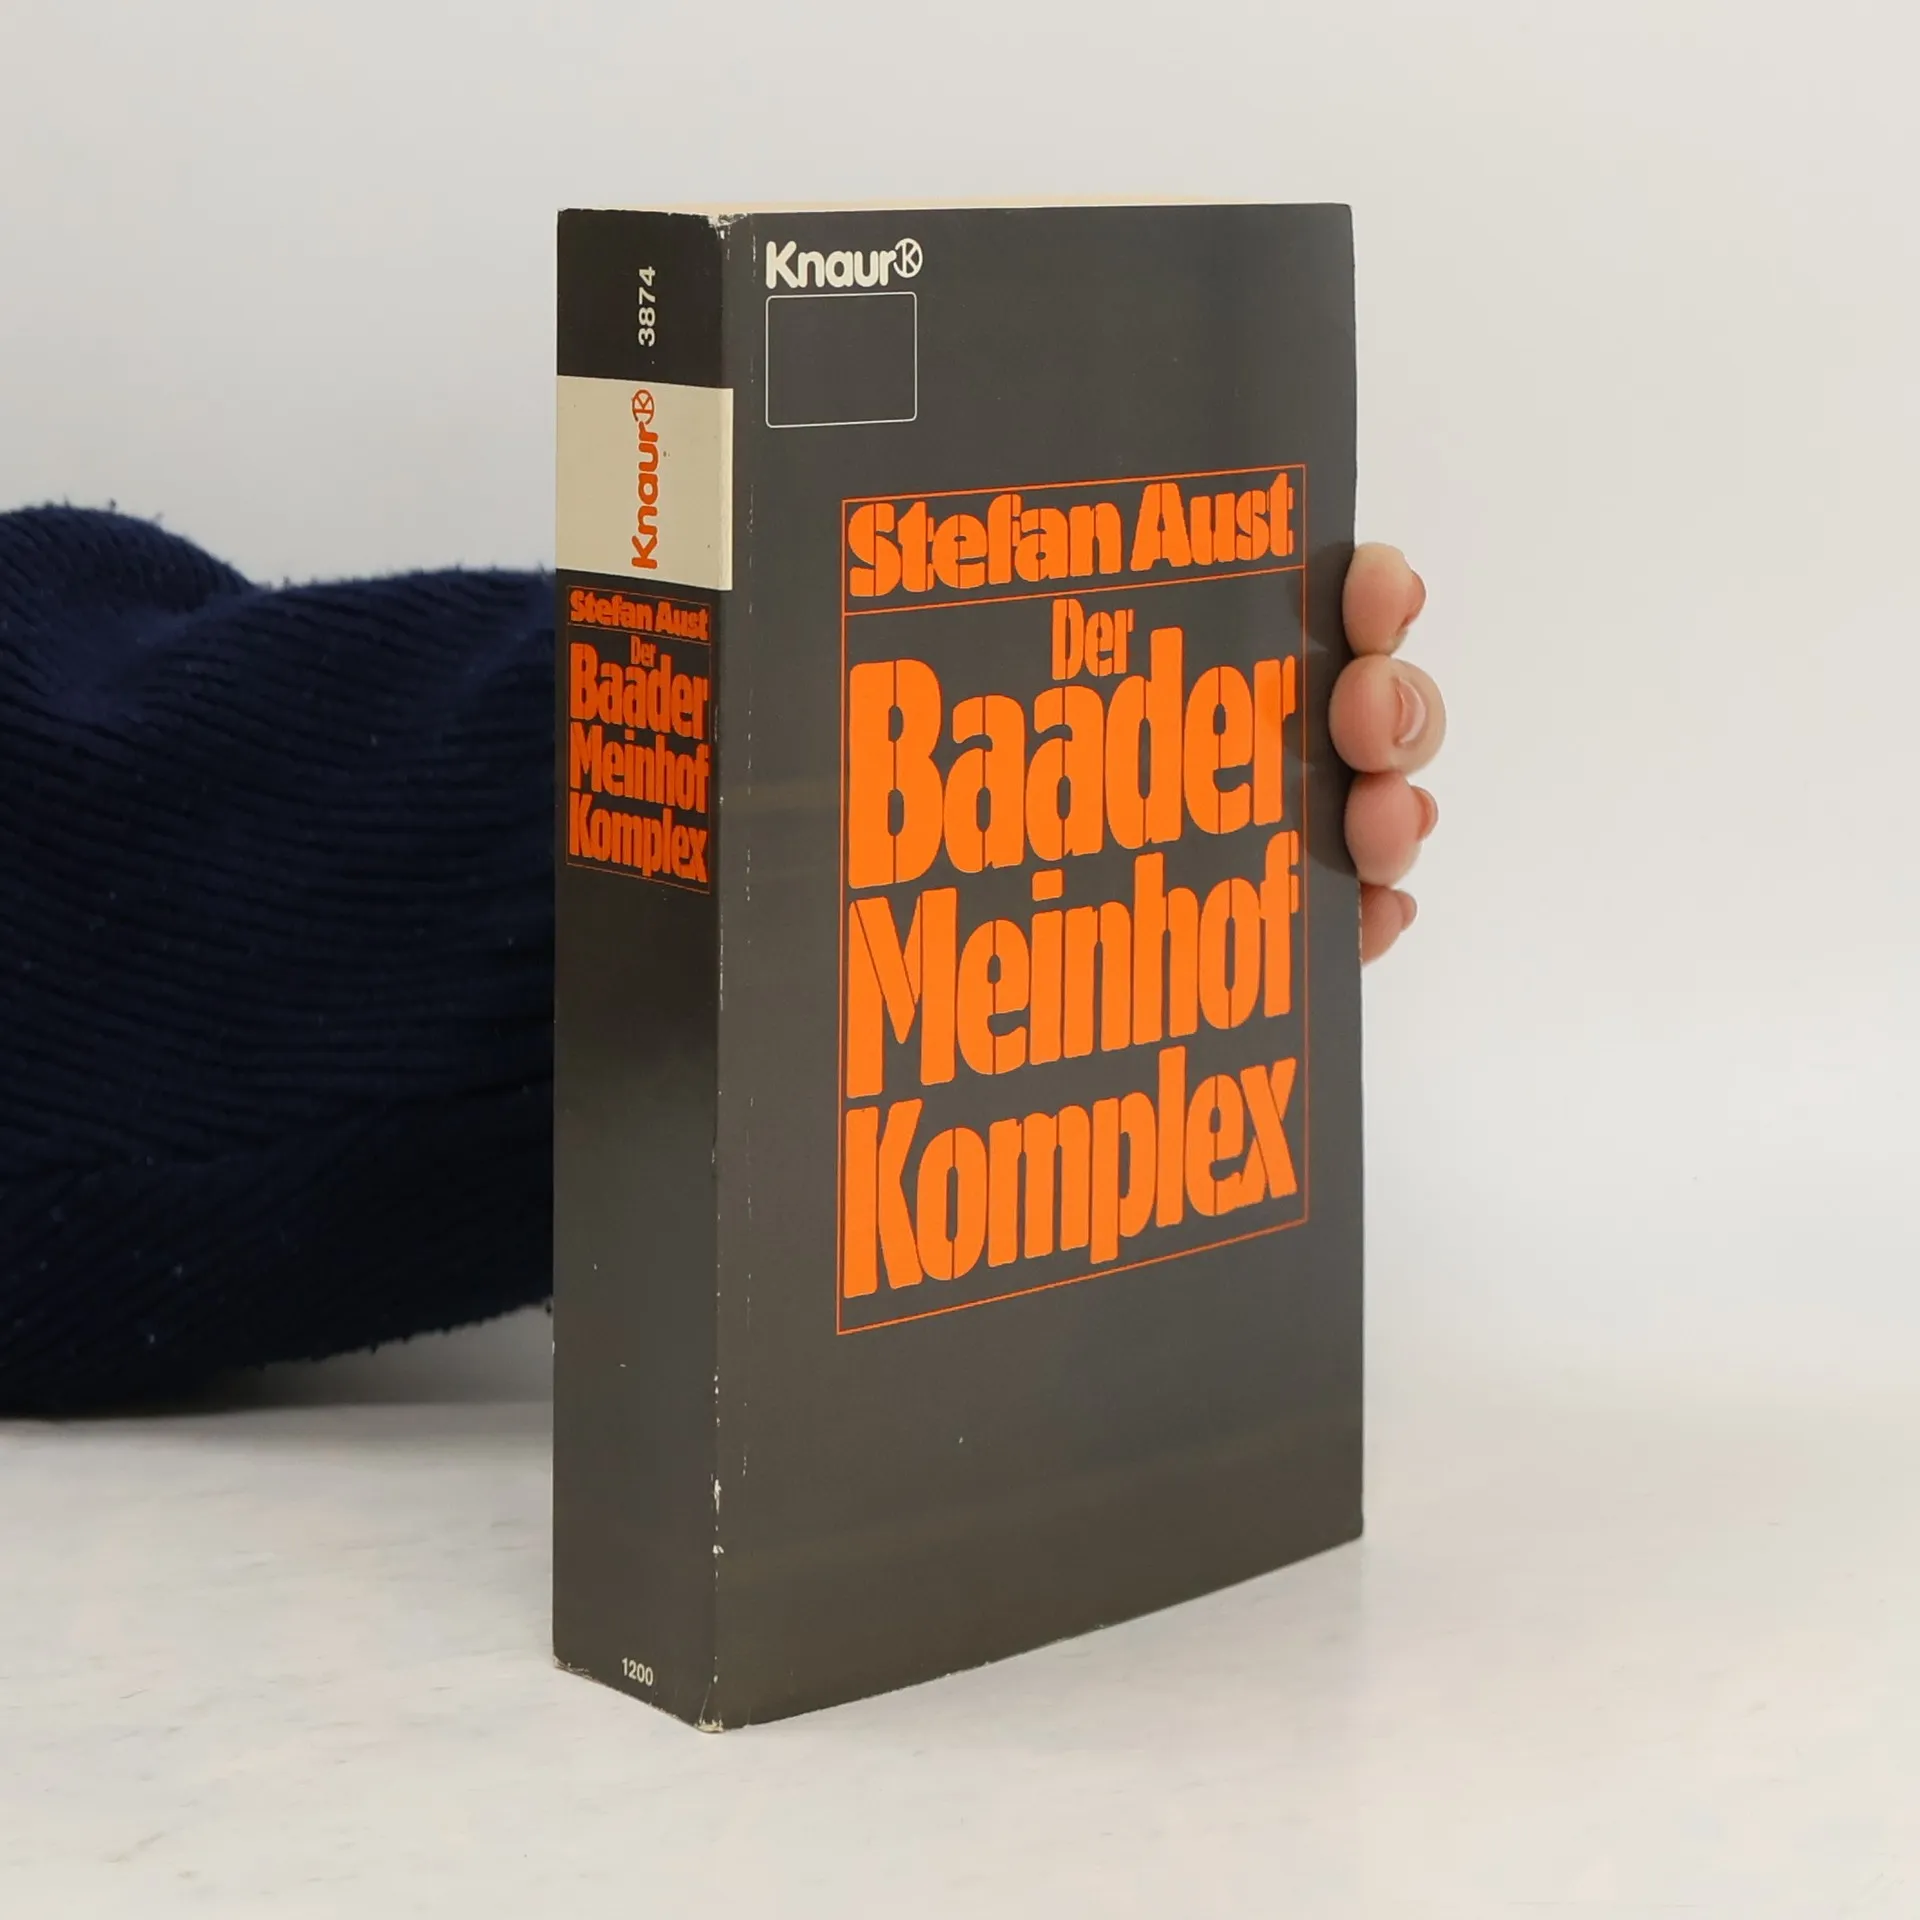 3874
Knaur
Stefan Aust
Der
Baader
Meinhof
Komplex
1200
Knaur
Stefan Aust
Der
Baader
Meinhof
Komplex